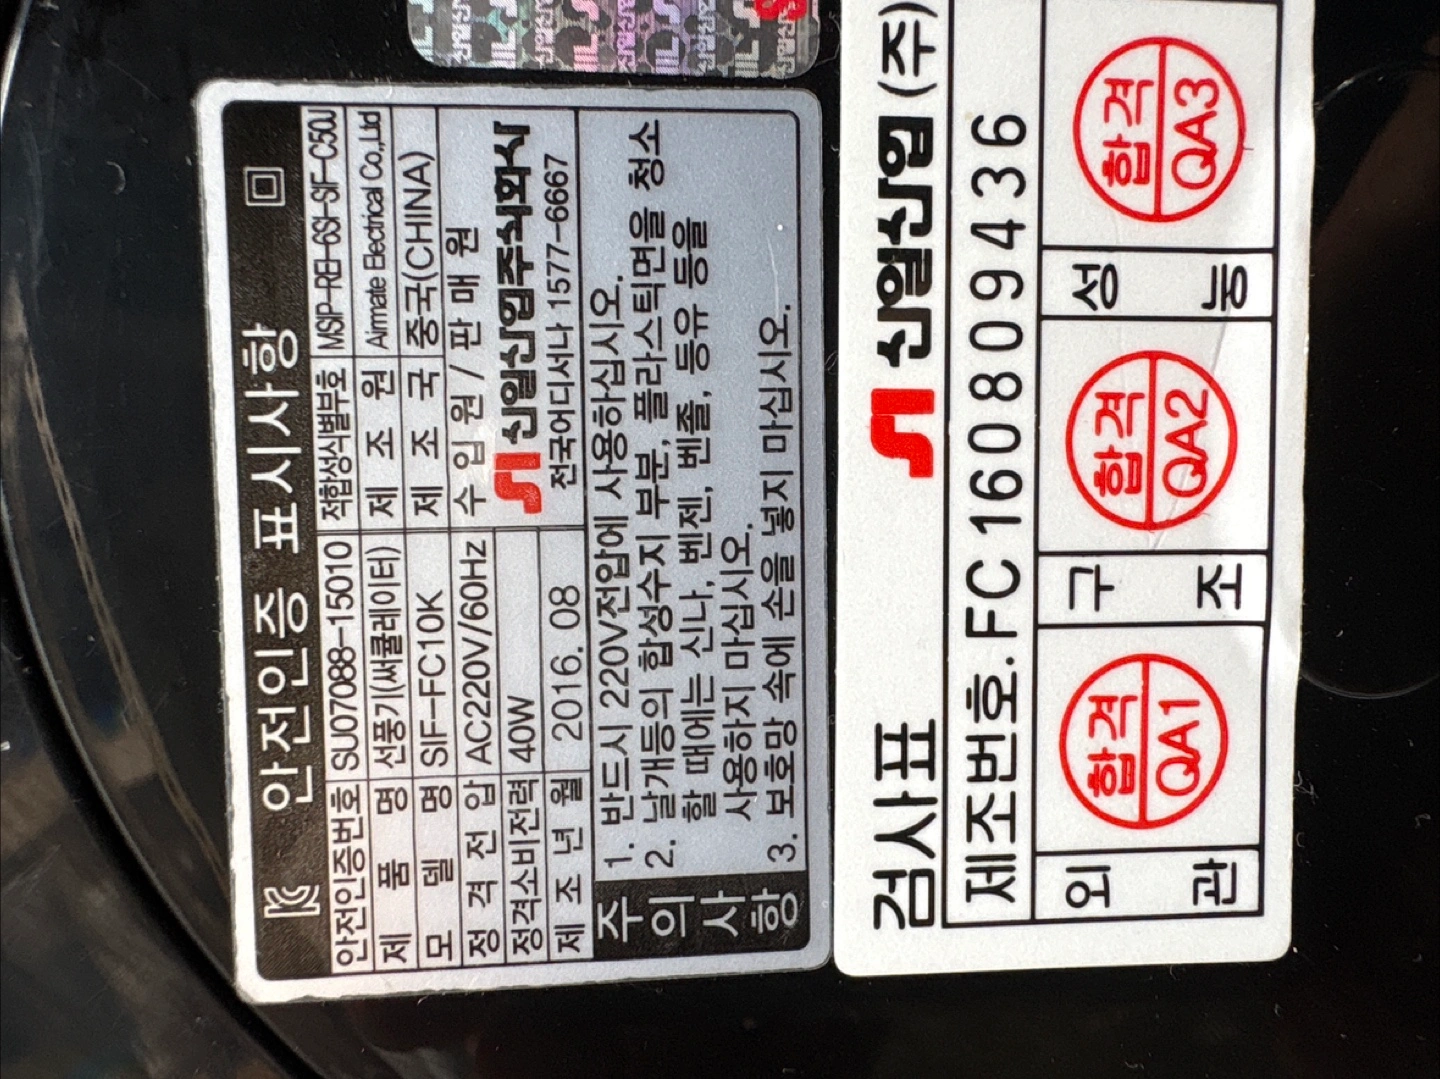 안전인증 표시사항
안전인증번호 SU07088-15010 적합성식별부호 MSIP-REI-6SI-SIF-C50J
제품명 선풍기(써큘레이터) 제조원 Airmate Electrical Co.,Ltd
모델명 SIF-FC10K 제조국 중국(CHINA)
정격전압 AC220V/60Hz 수입원/판매원
정격소비전력 40W 신일산업주식회사
제조년월 2016.08 전국어디서나 1577-6667
주의사항
1. 반드시 220V전압에 사용하십시오.
2. 날개등의 합성수지 부분, 플라스틱면을 청소
할 때에는 신나, 벤젠, 벤졸, 등유 등을
사용하지 마십시오.
3. 보호망 속에 손을 넣지 마십시오.
검사표 신일산업(주)
제조번호.FC160809436
외관 합격 QA1 구조 합격 QA2 성능 합격 QA3